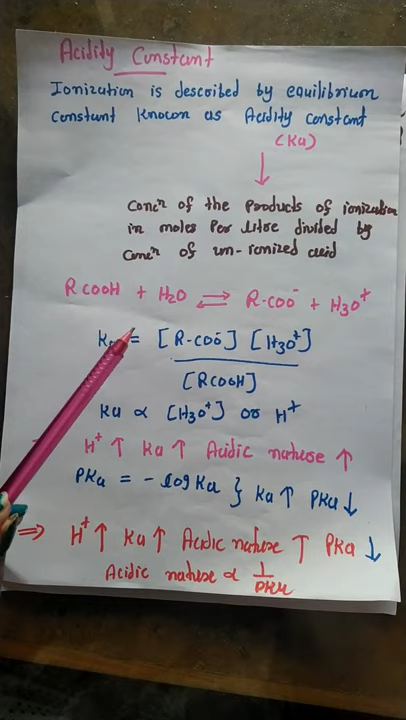 Acidity Constant
Ionization is described by equilibrium
Constant Known as Acidity constant
(Ka)
↓
Concn of the Products of ionization
in moles Per litre divided by
Concn of un-ionized acid
RCOOH + H2O ⇌ R-COO⁻ + H3O⁺
Ka = [R-COO⁻] [H3O⁺]
[RCOOH]
Ka ∝ [H3O⁺] or H⁺
H⁺ ↑ Ka ↑ Acidic nature ↑
PKa = - log Ka } Ka ↑ PKa ↓
⇒ H⁺ ↑ Ka ↑ Acidic nature ↑ PKa ↓
Acidic nature ∝ 1/PKa